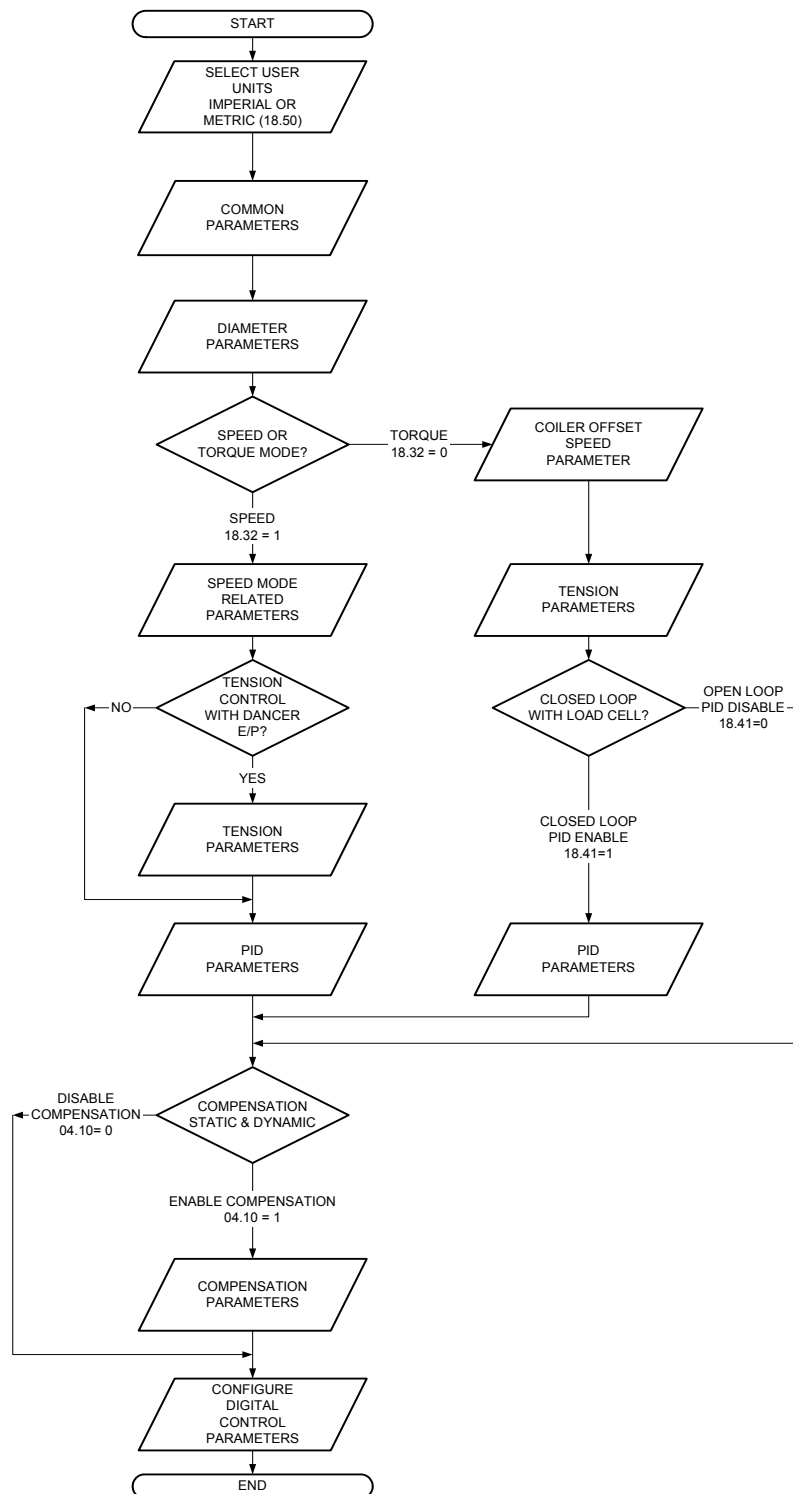 START
SELECT USER
UNITS
IMPERIAL OR
METRIC (18.50)
COMMON
PARAMETERS
DIAMETER
PARAMETERS
SPEED OR
TORQUE MODE?
TORQUE
18.32 = 0
COILER OFFSET
SPEED
PARAMETER
SPEED
18.32 = 1
SPEED MODE
RELATED
PARAMETERS
TENSION
PARAMETERS
TENSION
CONTROL
WITH DANCER
E/P?
NO
CLOSED LOOP
WITH LOAD CELL?
OPEN LOOP
PID DISABLE
18.41=0
YES
TENSION
PARAMETERS
CLOSED LOOP
PID ENABLE
18.41=1
PID
PARAMETERS
PID
PARAMETERS
DISABLE
COMPENSATION
04.10= 0
COMPENSATION
STATIC & DYNAMIC
ENABLE COMPENSATION
04.10 = 1
COMPENSATION
PARAMETERS
CONFIGURE
DIGITAL
CONTROL
PARAMETERS
END